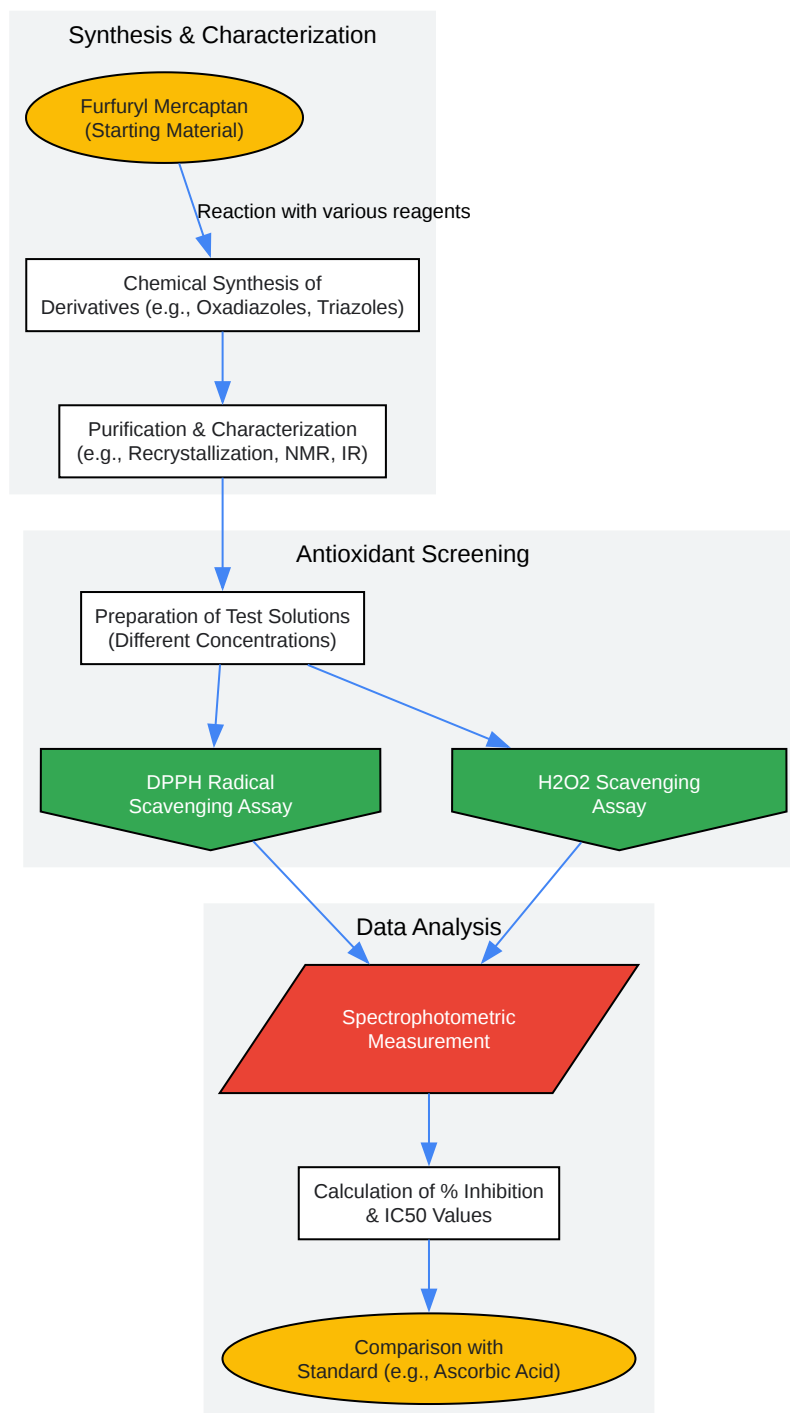 Synthesis & Characterization
Furfuryl Mercaptan
(Starting Material)
Reaction with various reagents
Chemical Synthesis of
Derivatives (e.g., Oxadiazoles, Triazoles)
Purification & Characterization
(e.g., Recrystallization, NMR, IR)
Antioxidant Screening
Preparation of Test Solutions
(Different Concentrations)
DPPH Radical
Scavenging Assay
H2O2 Scavenging
Assay
Data Analysis
Spectrophotometric
Measurement
Calculation of % Inhibition
& IC50 Values
Comparison with
Standard (e.g., Ascorbic Acid)